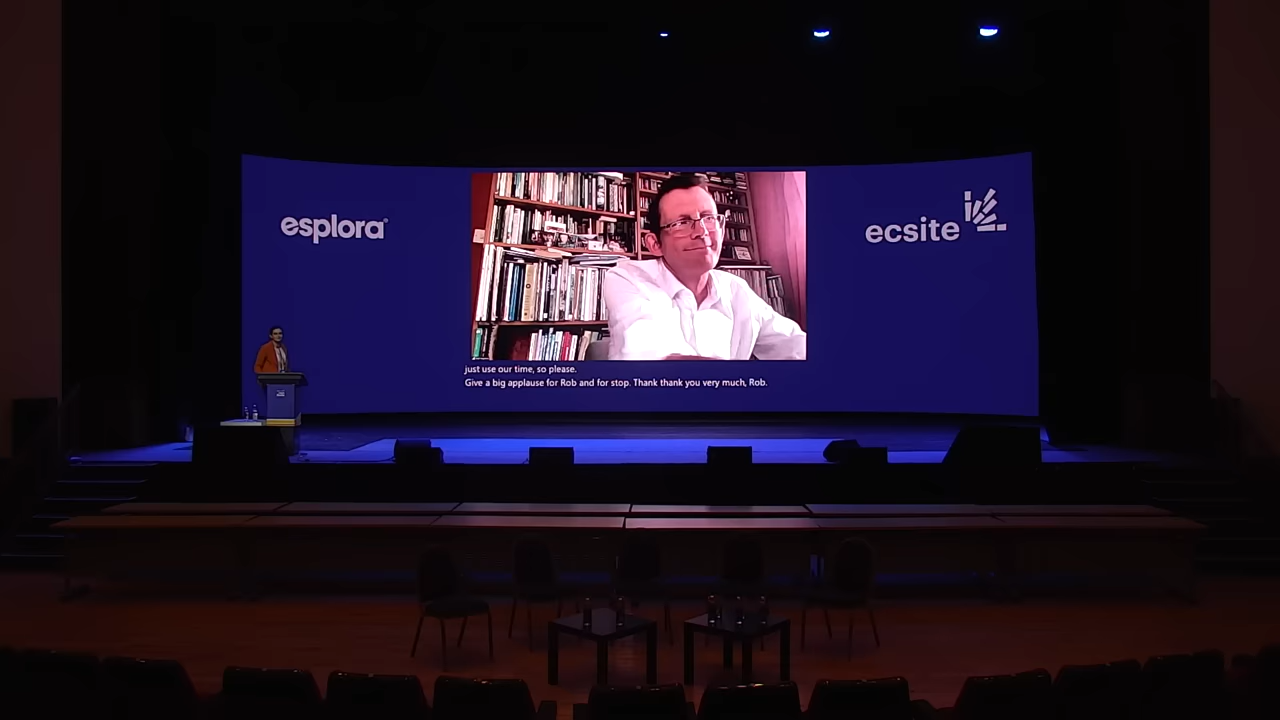 esplora
ecsite
just use our time, so please.
Give a big applause for Rob and for stop. Thank thank you very much, Rob.